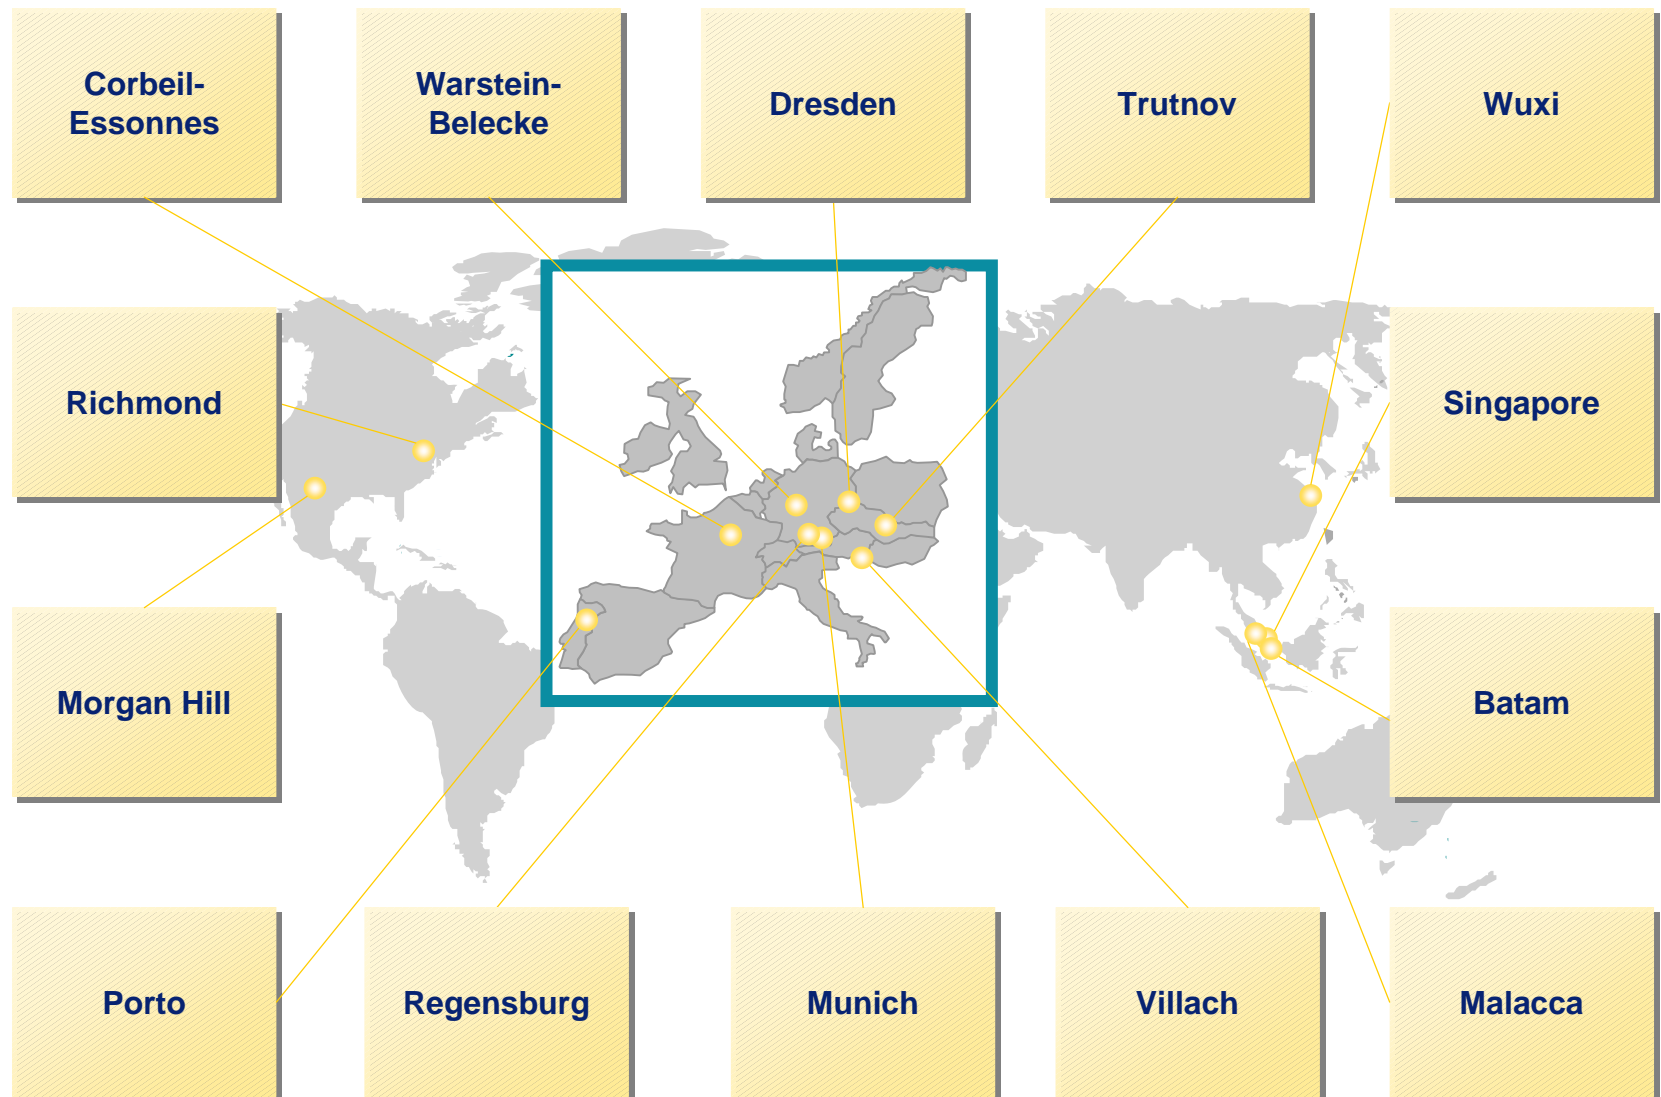 Corbeil-
Essonnes
Warstein-
Belecke
Dresden
Trutnov
Wuxi
Richmond
Singapore
Morgan Hill
Batam
Porto
Regensburg
Munich
Villach
Malacca